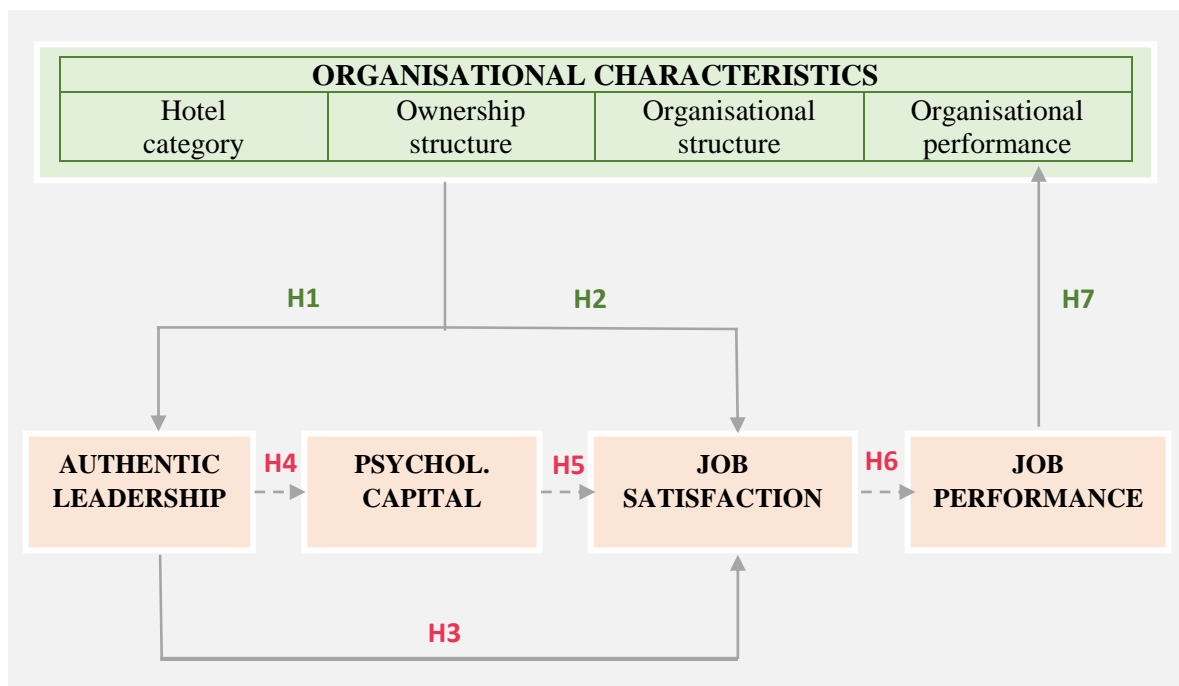 ORGANISATIONAL CHARACTERISTICS
Hotel
category
Ownership
structure
Organisational
structure
Organisational
performance
H1
H2
H7
AUTHENTIC
LEADERSHIP
H4
PSYCHOL.
CAPITAL
H5
JOB
SATISFACTION
H6
JOB
PERFORMANCE
H3